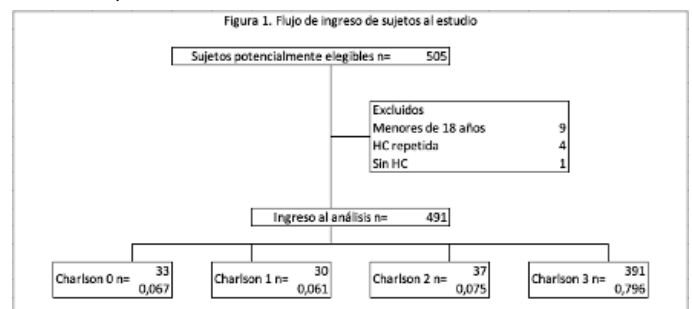 Figura 1. Flujo de ingreso de sujetos al estudio
Sujetos potencialmente elegibles n= 505
Excluidos
Menores de 18 años 9
HC repetida 4
Sin HC 1
Ingreso al análisis n= 491
Charlson 0 n= 33
0,067
Charlson 1 n= 30
0,061
Charlson 2 n= 37
0,075
Charlson 3 n= 391
0,796